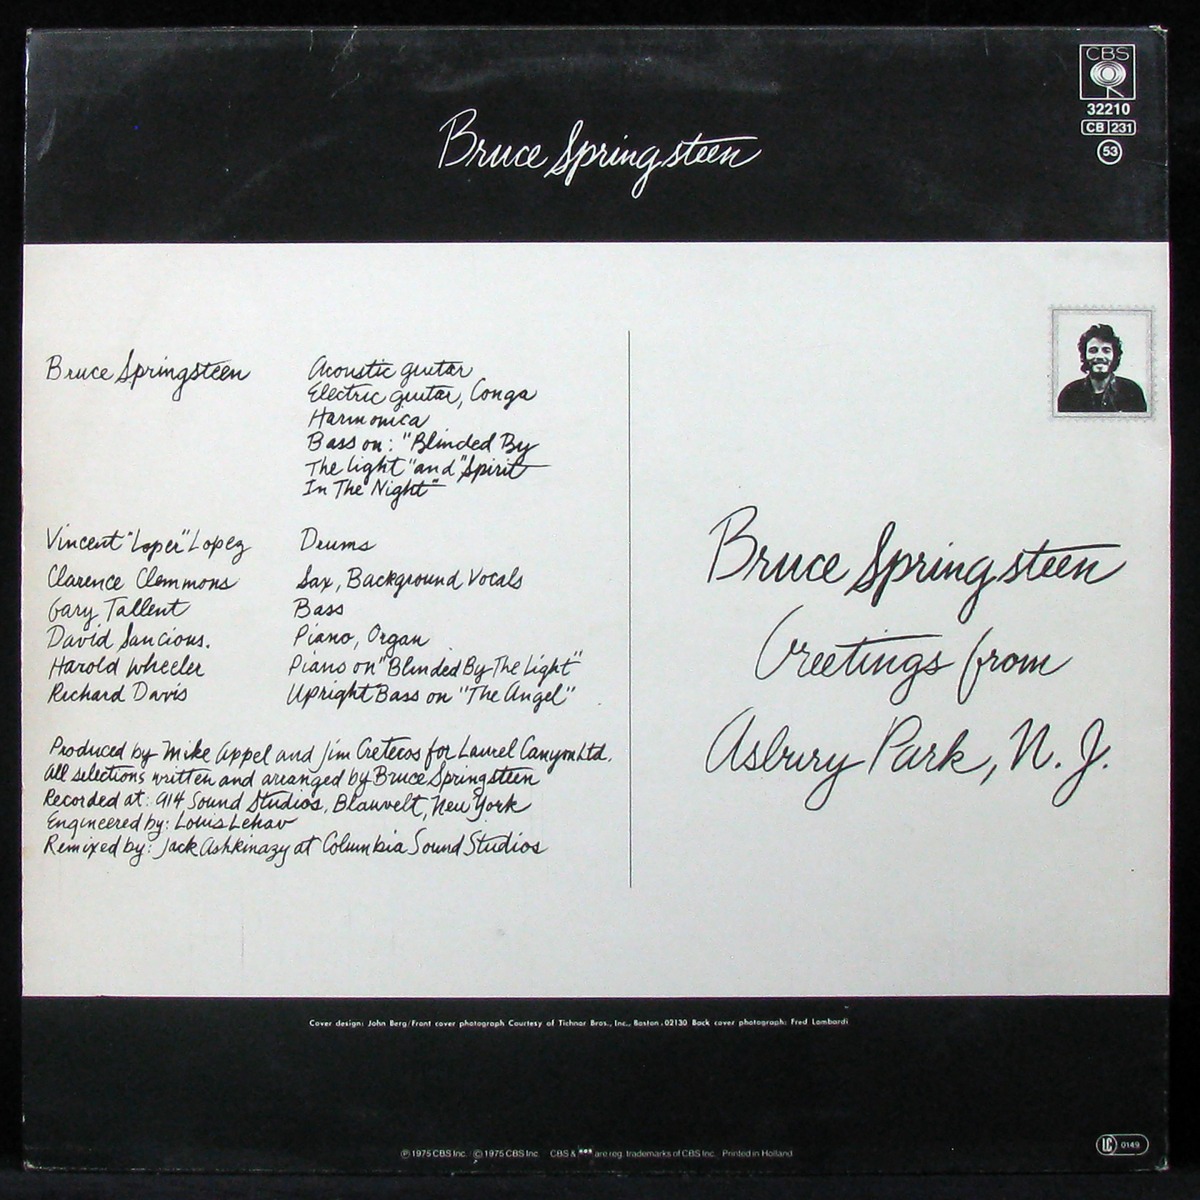 CBS
32210
CB 231
53
Bruce Springsteen
Bruce Springsteen Acoustic guitar
Electric guitar, Conga
Harmonica
Bass on: "Blinded By
The light" and "Spirit
In The Night"
Vincent "Loper" Lopez Drums
Clarence Clemmons Sax, Background Vocals
Gary Tallent Bass
David Sancious. Piano, Organ
Harold Wheeler Piano on "Blinded By The Light"
Richard Davis Upright Bass on "The Angel"
Produced by Mike Appel and Jim Cretecos for Laurel Canyon Ltd.
All selections written and arranged by Bruce Springsteen
Recorded at: 914 Sound Studios, Blauvelt, New York
Engineered by: Louis Lehav
Remixed by: Jack Ashkinazy at Columbia Sound Studios
Bruce Springsteen
Greetings from
Asbury Park, N. J.
Cover design: John Berg/Front cover photograph Courtesy of Tichnor Bros., Inc., Boston, 02130 Back cover photograph: Fred Lombardi
℗ 1975 CBS Inc. © 1975 CBS Inc. CBS & are reg. trademarks of CBS Inc. Printed in Holland
LC 0149